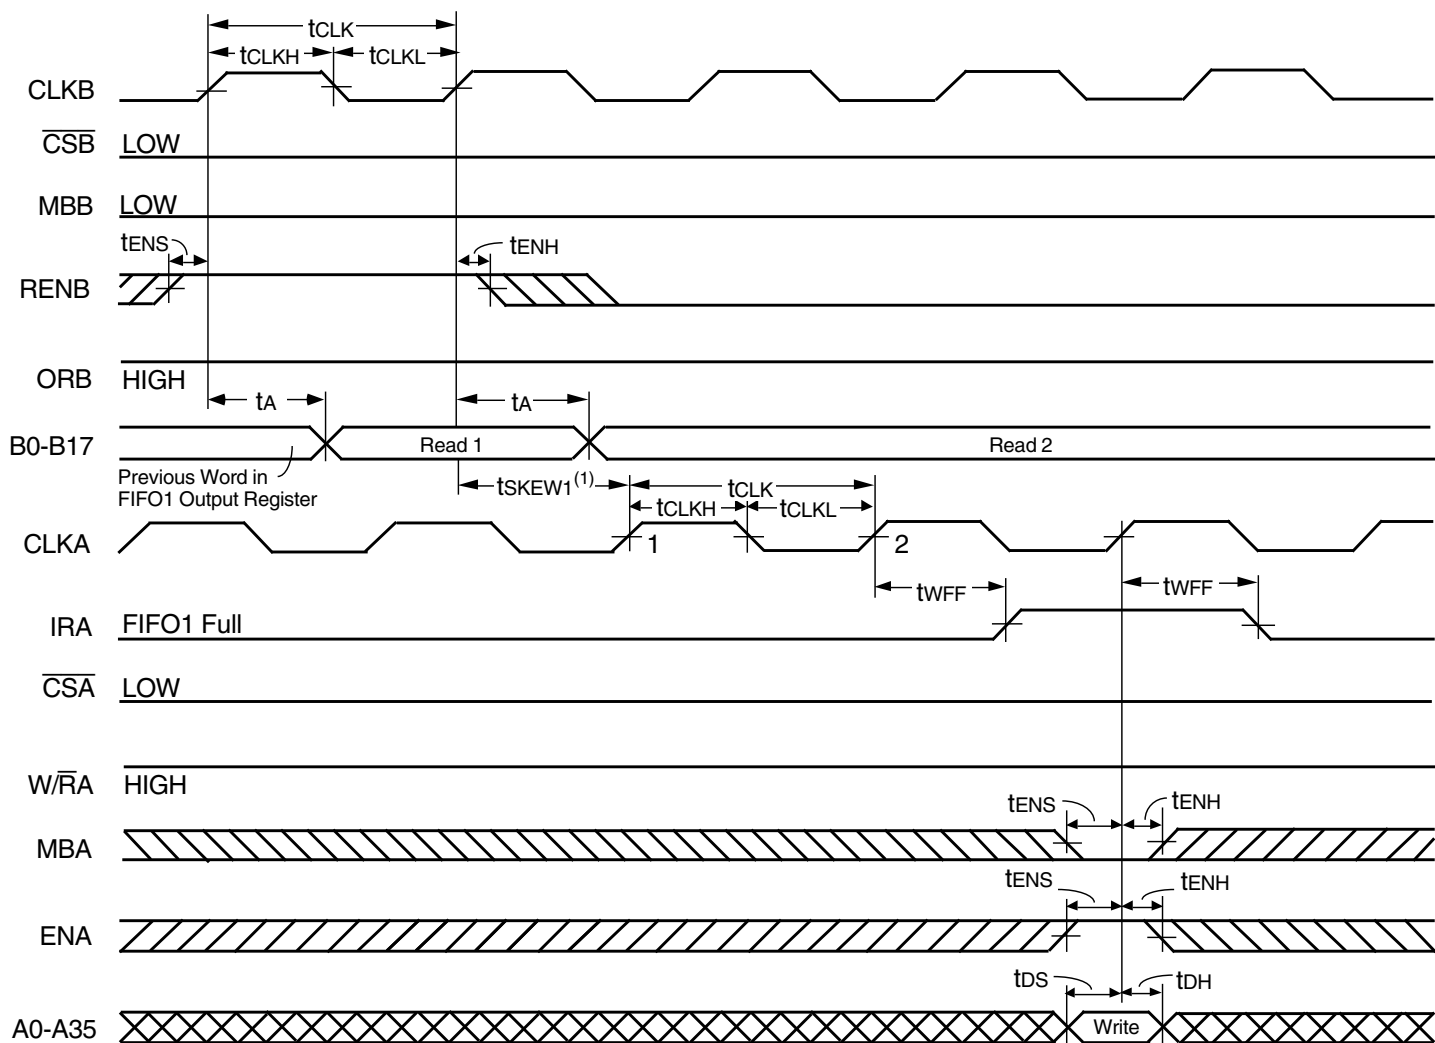 tCLK
tCLKH tCLKL
CLKB
CSB LOW
MBB LOW
tENS tENH
RENB
ORB HIGH
tA tA
B0-B17 Read 1 Read 2
Previous Word in
FIFO1 Output Register
tSKEW1(1) tCLK
tCLKH tCLKL
CLKA 1 2
tWFF tWFF
IRA FIFO1 Full
CSA LOW
W/RA HIGH
tENS tENH
MBA
tENS tENH
ENA
tDS tDH
A0-A35 Write